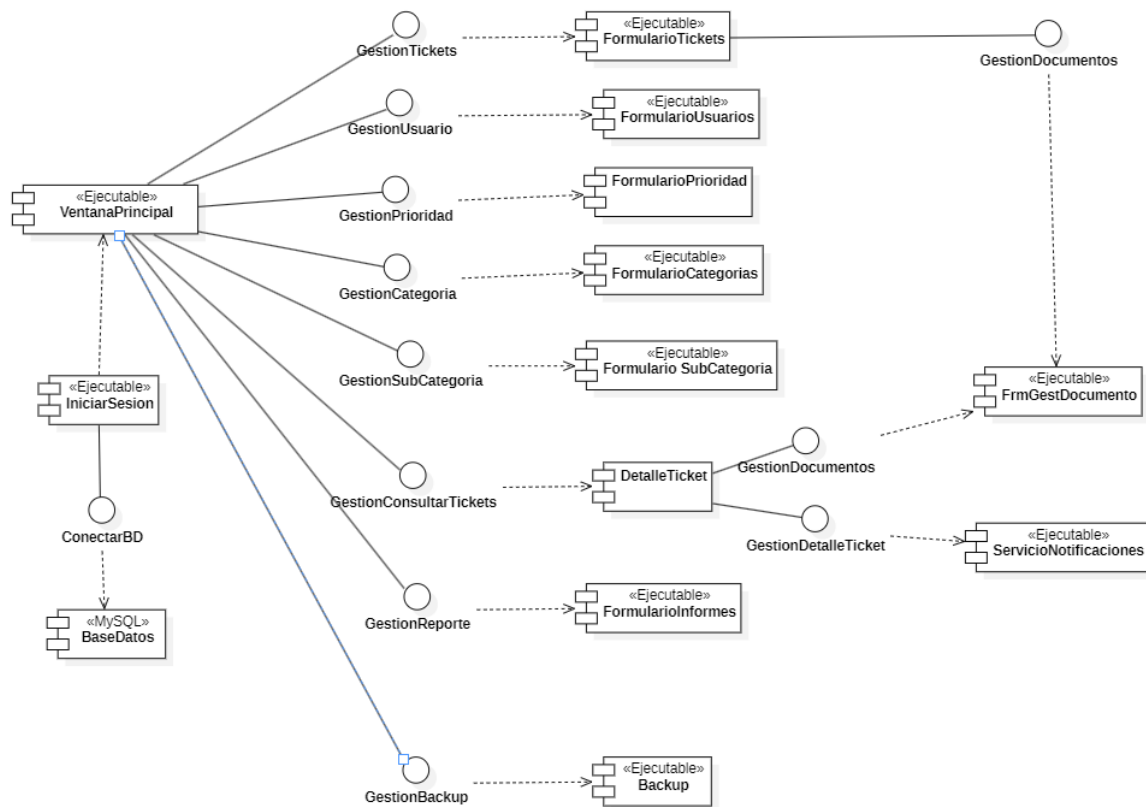 «Ejecutable»
FormularioTickets
GestionTickets
GestionDocumentos
«Ejecutable»
FormularioUsuarios
GestionUsuario
«Ejecutable»
VentanaPrincipal
FormularioPrioridad
GestionPrioridad
«Ejecutable»
FormularioCategorias
GestionCategoria
«Ejecutable»
Formulario SubCategoria
GestionSubCategoria
«Ejecutable»
IniciarSesion
«Ejecutable»
FrmGestDocumento
GestionDocumentos
DetalleTicket
GestionConsultarTickets
ConectarBD
GestionDetalleTicket
«Ejecutable»
ServicioNotificaciones
«MySQL»
BaseDatos
«Ejecutable»
FormularioInformes
GestionReporte
«Ejecutable»
Backup
GestionBackup